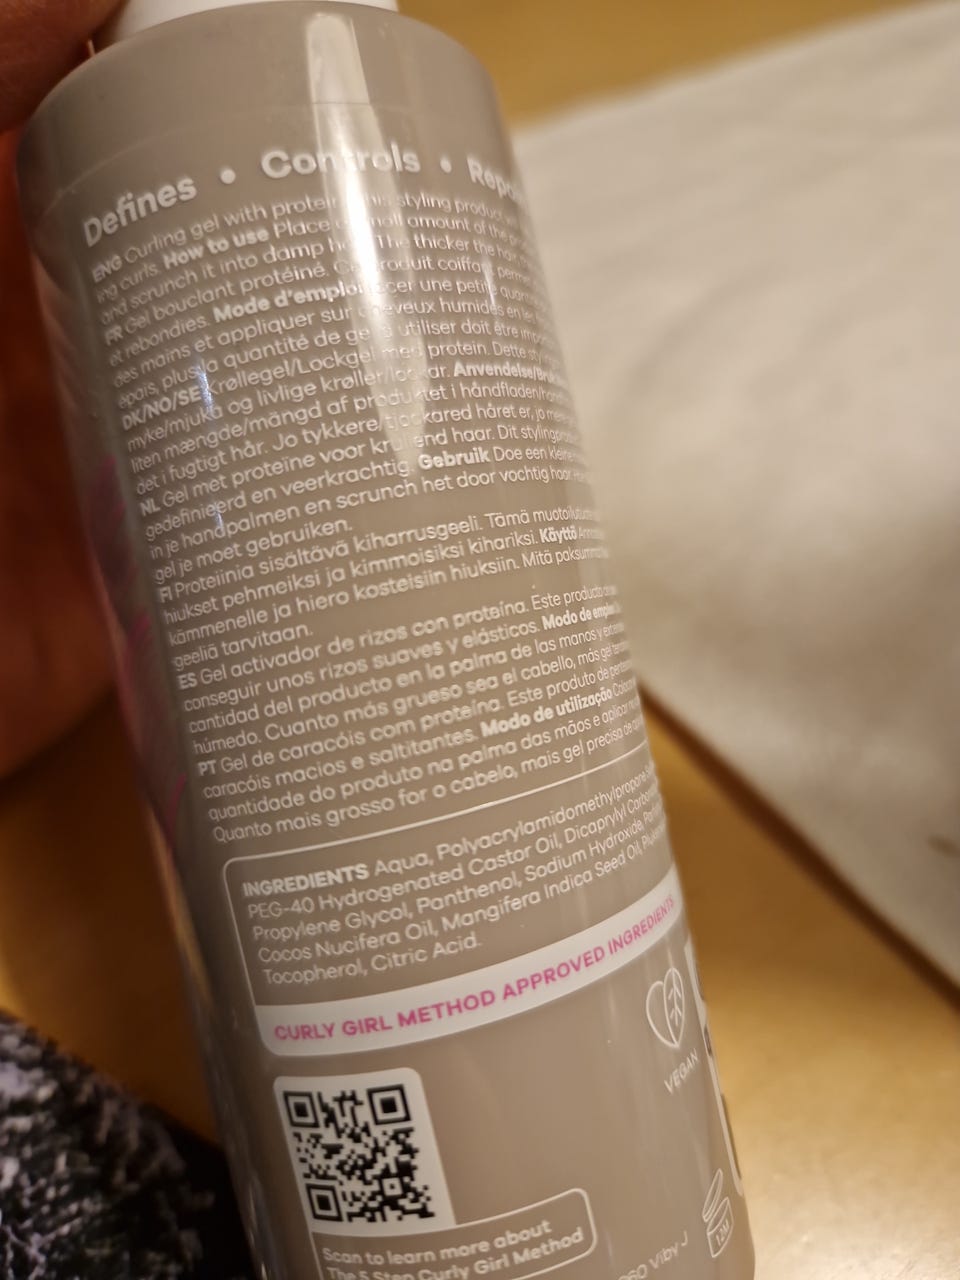 Defines • Controls •
ENG Curling gel with protein. This styling product
ing curls. How to use Place a small amount of the
and scrunch it into damp hair. The thicker the hair,
FR Gel bouclant protéiné. Ce produit coiffant
et rebondies. Mode d'emploi Placer une petite
des mains et appliquer sur cheveux humides en le
épais, plus la quantité de gel à utiliser doit être
DK/NO/SE Krøllegel/Lockgel med protein. Dette
myke/mjuka og livlige krøller/lockar. Anvendelse/
liten mængde/mängd af produktet i håndfladen/
det i fugtigt hår. Jo tykkere/tjockared håret er, jo
NL Gel met proteïne voor krullend haar. Dit
gedefinieerd en veerkrachtig. Gebruik Doe een kleine
in je handpalmen en scrunch het door vochtig haar.
gel je moet gebruiken.
FI Proteiinia sisältävä kiharrusgeeli. Tämä
hiukset pehmeiksi ja kimmoisiksi kihariksi. Käyttö
kämmenelle ja hiero kosteisiin hiuksiin. Mitä
geeliä tarvitaan.
ES Gel activador de rizos con proteína. Este producto
conseguir unos rizos suaves y elásticos. Modo de empleo
cantidad del producto en la palma de las manos y
húmedo. Cuanto más grueso sea el cabello, más gel
PT Gel de caracóis com proteína. Este produto de
caracóis macios e saltitantes. Modo de utilização
quantidade do produto na palma das mãos e aplicar
Quanto mais grosso for o cabelo, mais gel precisa de
INGREDIENTS Aqua, Polyacrylamidomethylpropane
PEG-40 Hydrogenated Castor Oil, Dicaprylyl
Propylene Glycol, Panthenol, Sodium Hydroxide,
Cocos Nucifera Oil, Mangifera Indica Seed Oil,
Tocopherol, Citric Acid.
CURLY GIRL METHOD APPROVED INGREDIENTS
VEGAN
Scan to learn more about
The 5 Step Curly Girl Method
12M
Viby J